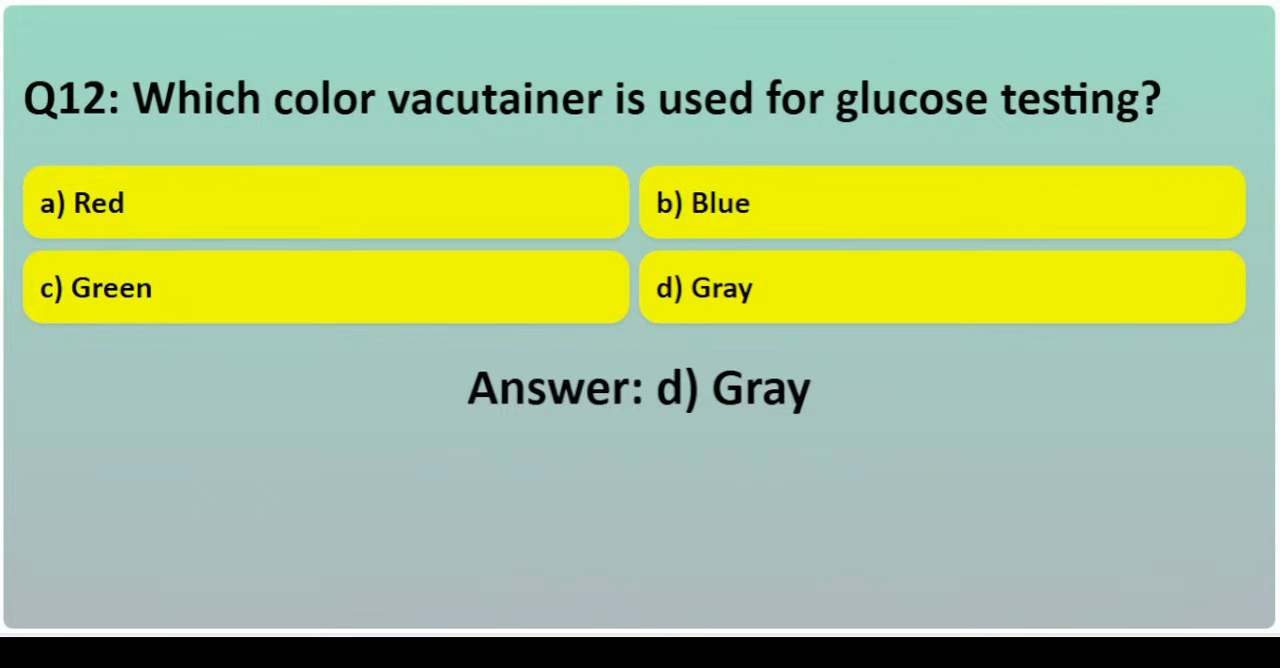 Q12: Which color vacutainer is used for glucose testing?
a) Red
b) Blue
c) Green
d) Gray
Answer: d) Gray